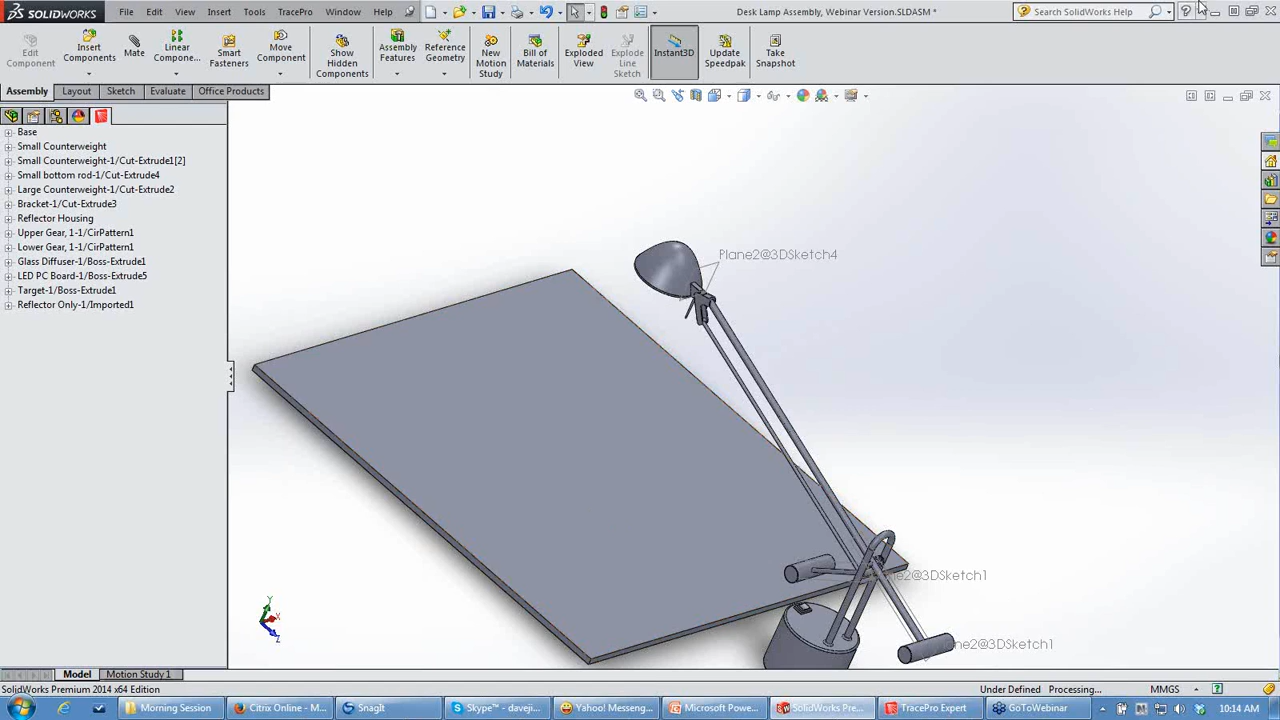 SOLIDWORKS File Edit View Insert Tools TracePro Window Help Desk Lamp Assembly, Webinar Version.SLDASM * Search SolidWorks Help
Edit Component
Insert Components
Mate
Linear Compone...
Smart Fasteners
Move Component
Show Hidden Components
Assembly Features
Reference Geometry
New Motion Study
Bill of Materials
Exploded View
Explode Line Sketch
Instant3D
Update Speedpak
Take Snapshot
Assembly Layout Sketch Evaluate Office Products
Base
Small Counterweight
Small Counterweight-1/Cut-Extrude1[2]
Small bottom rod-1/Cut-Extrude4
Large Counterweight-1/Cut-Extrude2
Bracket-1/Cut-Extrude3
Reflector Housing
Upper Gear, 1-1/CirPattern1
Lower Gear, 1-1/CirPattern1
Glass Diffuser-1/Boss-Extrude1
LED PC Board-1/Boss-Extrude5
Target-1/Boss-Extrude1
Reflector Only-1/Imported1
Plane2@3DSketch4
@3DSketch1
ne2@3DSketch1
Y
X
Z
Model Motion Study 1
SolidWorks Premium 2014 x64 Edition Under Defined Processing... MMGS
Morning Session Citrix Online - M... SnagIt Skype™ - daveji... Yahoo! Messeng... Microsoft Powe... SolidWorks Pre... TracePro Expert GoToWebinar 10:14 AM